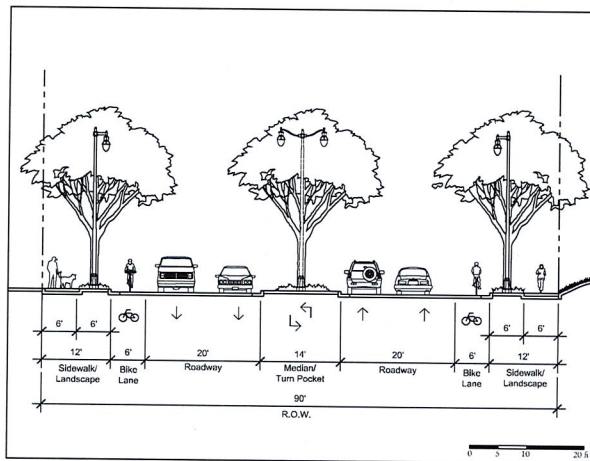 6' 6' 6' 6'
12' 6' 20' 14' 20' 6' 12'
Sidewalk/
Landscape
Bike
Lane
Roadway
Median/
Turn Pocket
Roadway
Bike
Lane
Sidewalk/
Landscape
90'
R.O.W.
0 5 10 20 ft